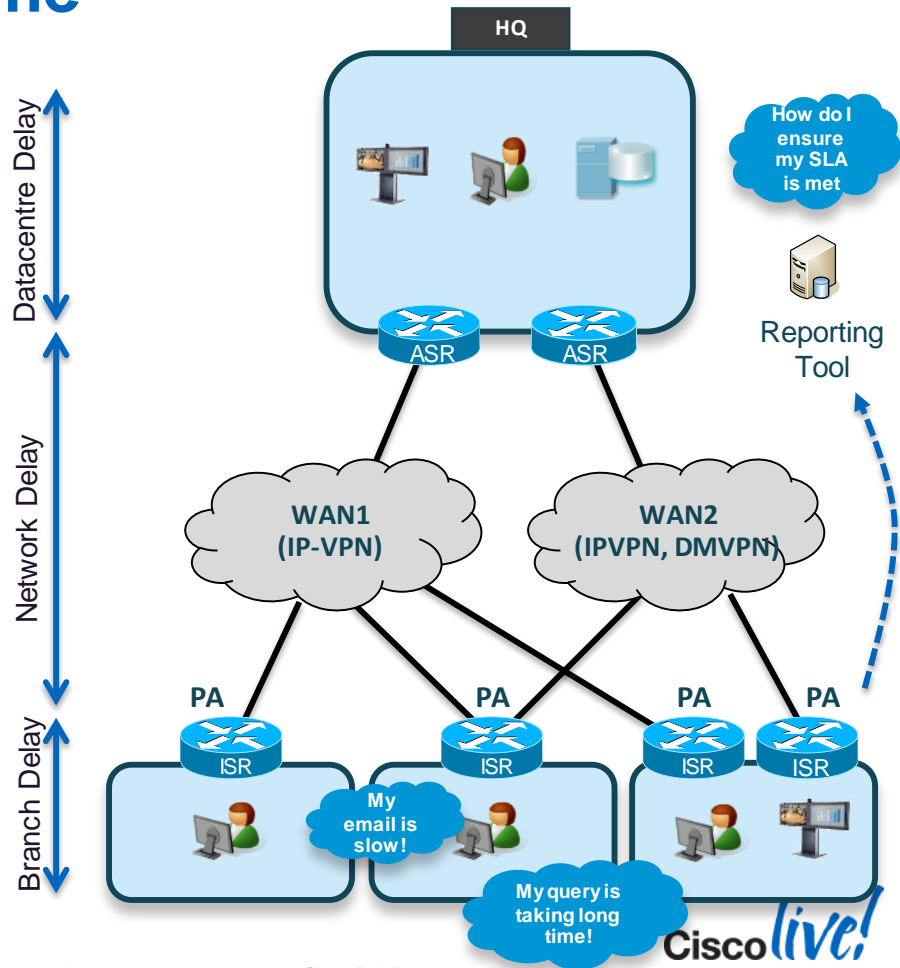 HQ
Datacentre Delay
How do I
ensure
my SLA
is met
ASR
ASR
Reporting
Tool
Network Delay
WAN1
(IP-VPN)
WAN2
(IPVPN, DMVPN)
PA
PA
PA
PA
ISR
ISR
ISR
ISR
Branch Delay
My
email is
slow!
My query is
taking long
time!
Cisco live!